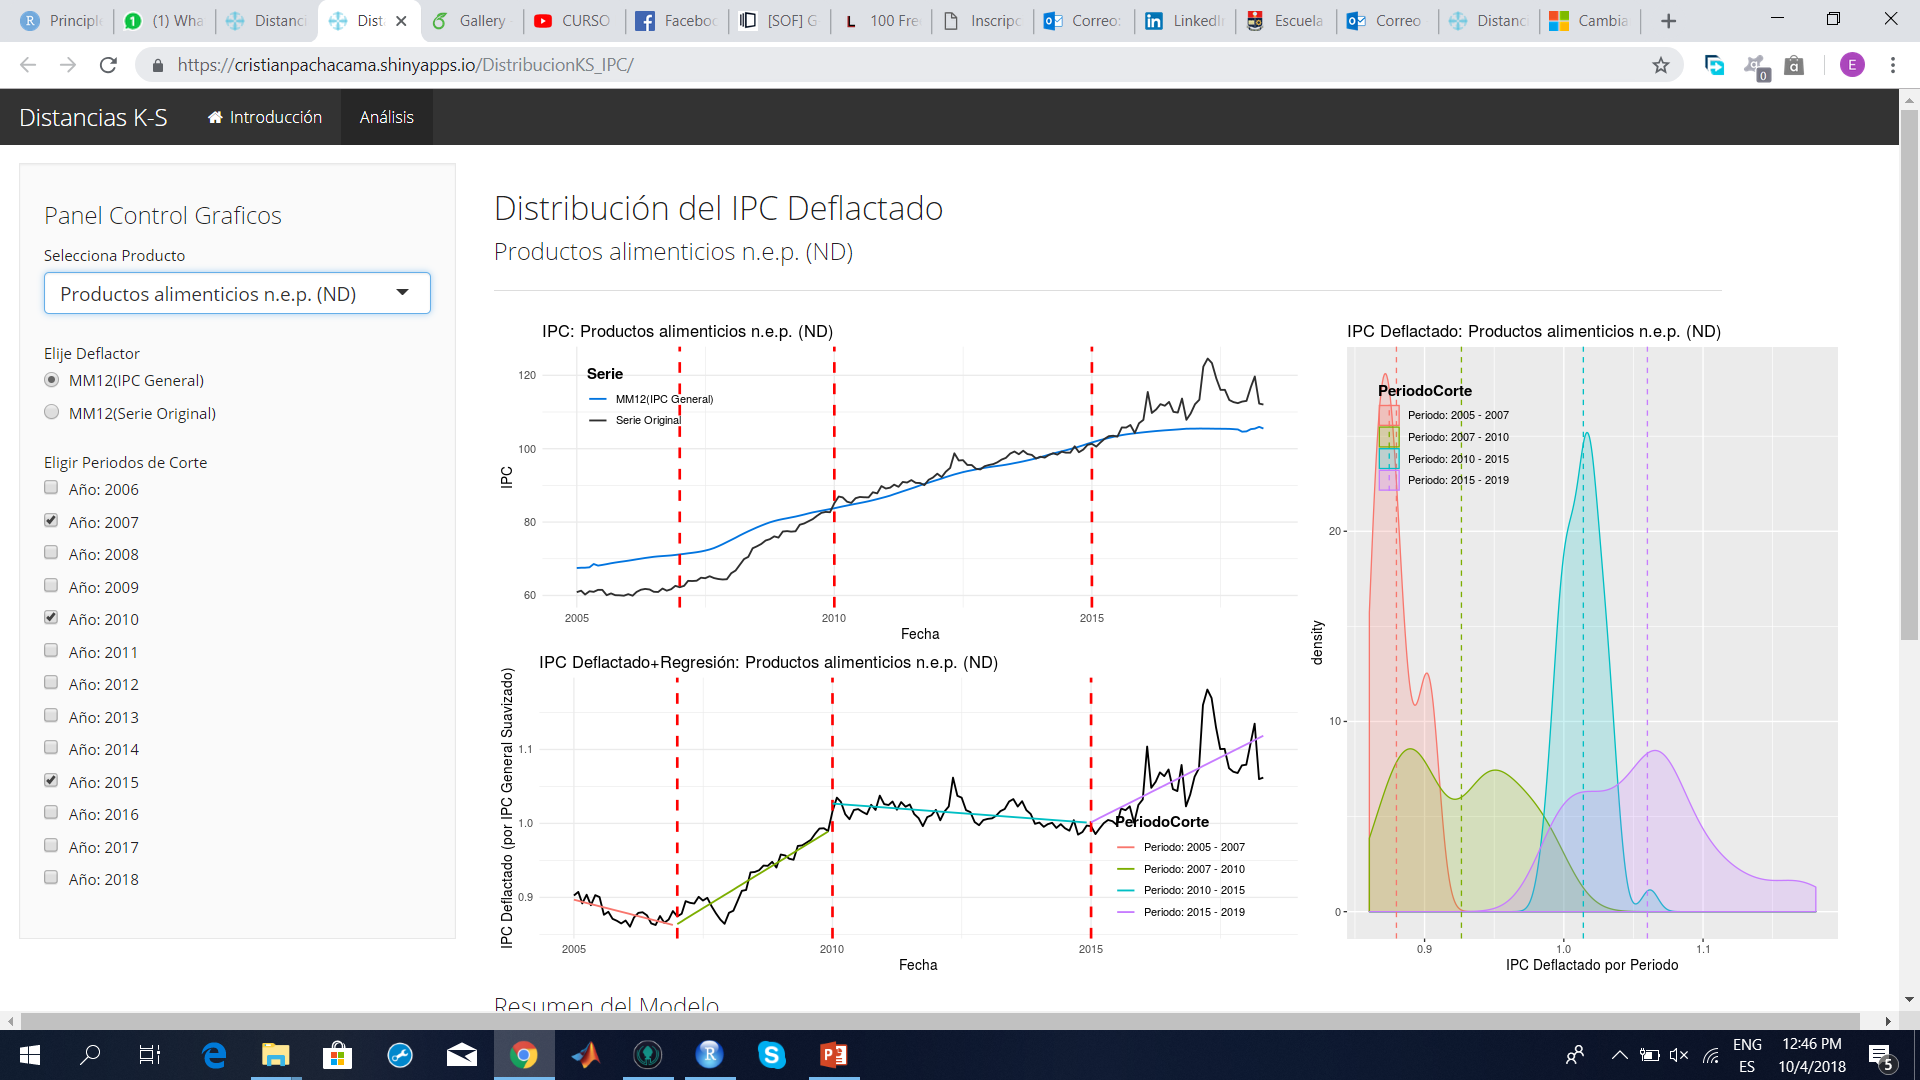 Principle
(1) Wha
Distanci
Dist
Gallery
CURSO
Faceboo
[SOF] G
100 Fre
Inscripc
Correo:
LinkedIn
Escuela
Correo
Distanc
Cambia
https://cristianpachacama.shinyapps.io/DistribucionKS_IPC/
0
E
Distancias K-S
Introducción
Análisis
Panel Control Graficos
Selecciona Producto
Productos alimenticios n.e.p. (ND)
Elije Deflactor
MM12(IPC General)
MM12(Serie Original)
Eligir Periodos de Corte
Año: 2006
Año: 2007
Año: 2008
Año: 2009
Año: 2010
Año: 2011
Año: 2012
Año: 2013
Año: 2014
Año: 2015
Año: 2016
Año: 2017
Año: 2018
Distribución del IPC Deflactado
Productos alimenticios n.e.p. (ND)
IPC: Productos alimenticios n.e.p. (ND)
Serie
MM12(IPC General)
Serie Original
120
100
80
60
IPC
2005
2010
2015
Fecha
IPC Deflactado+Regresión: Productos alimenticios n.e.p. (ND)
IPC Deflactado (por IPC General Suavizado)
1.1
1.0
0.9
PeriodoCorte
Periodo: 2005 - 2007
Periodo: 2007 - 2010
Periodo: 2010 - 2015
Periodo: 2015 - 2019
2005
2010
2015
Fecha
IPC Deflactado: Productos alimenticios n.e.p. (ND)
PeriodoCorte
Periodo: 2005 - 2007
Periodo: 2007 - 2010
Periodo: 2010 - 2015
Periodo: 2015 - 2019
density
20
10
0
0.9
1.0
1.1
IPC Deflactado por Periodo
Resumen del Modelo
ENG
ES
12:46 PM
10/4/2018
5